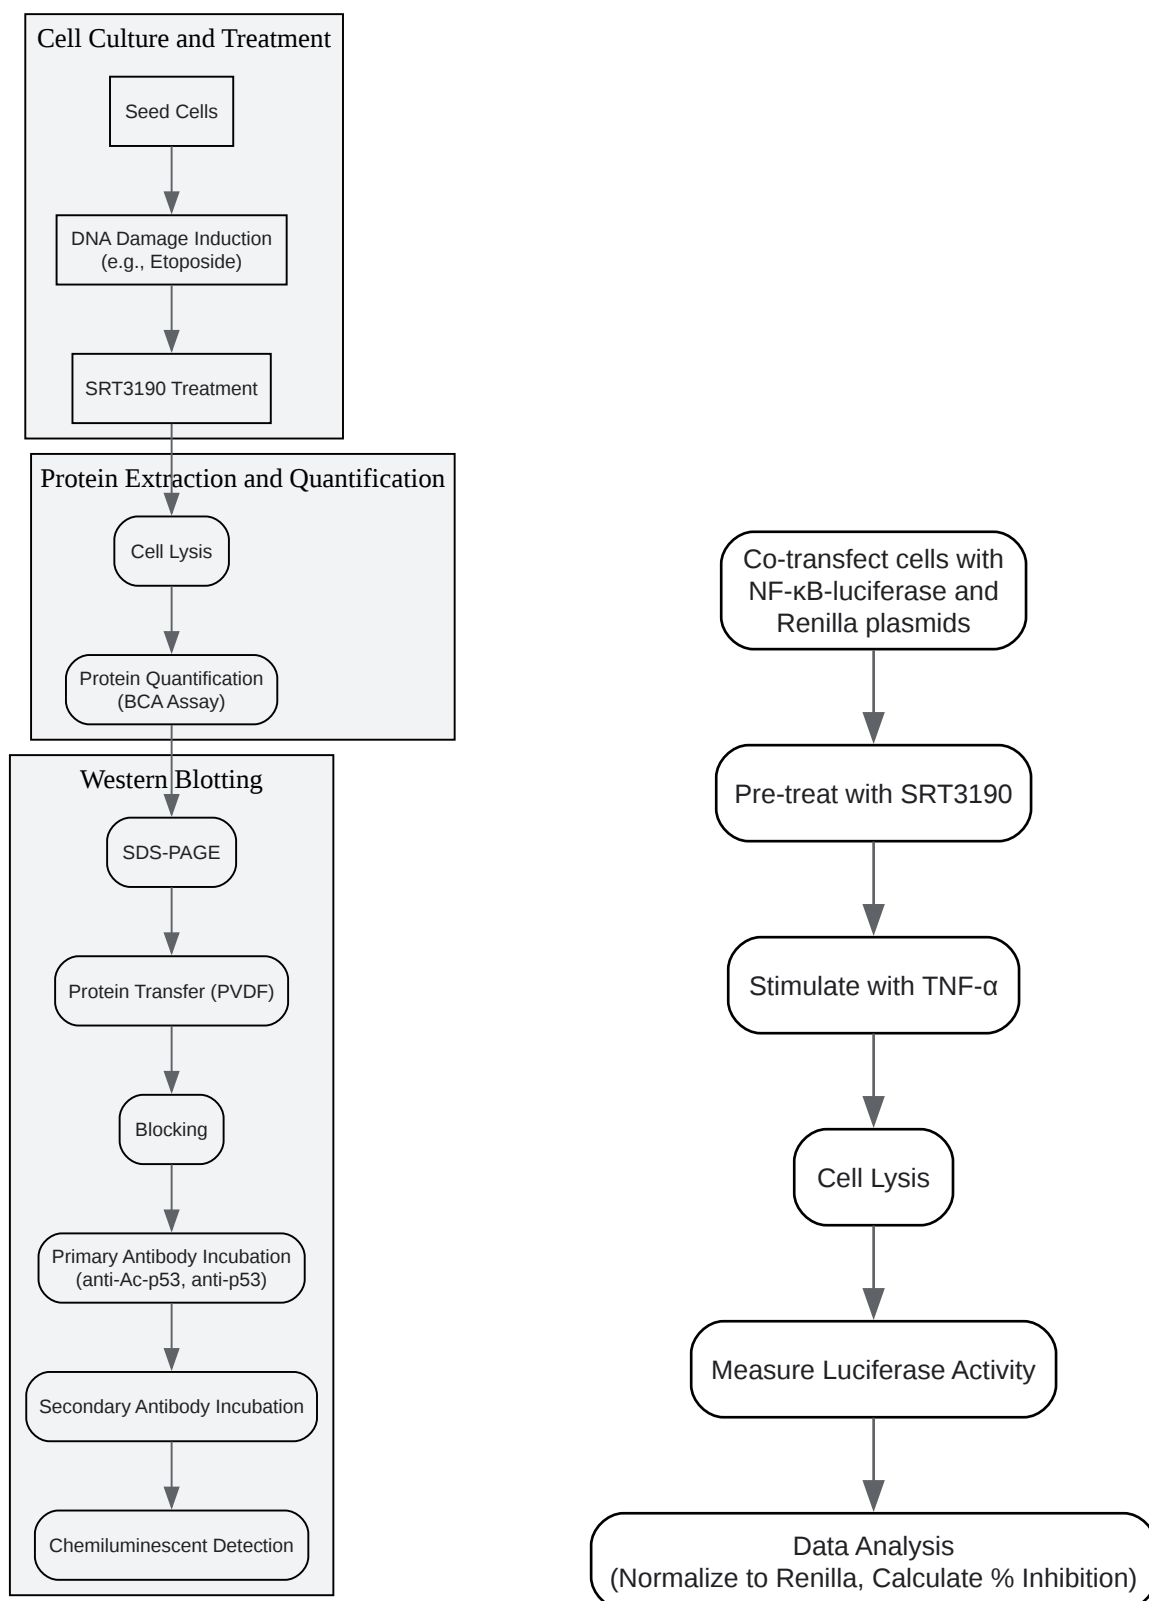 Cell Culture and Treatment
Seed Cells
DNA Damage Induction
(e.g., Etoposide)
SRT3190 Treatment
Protein Extraction and Quantification
Cell Lysis
Protein Quantification
(BCA Assay)
Western Blotting
SDS-PAGE
Protein Transfer (PVDF)
Blocking
Primary Antibody Incubation
(anti-Ac-p53, anti-p53)
Secondary Antibody Incubation
Chemiluminescent Detection
Co-transfect cells with
NF-κB-luciferase and
Renilla plasmids
Pre-treat with SRT3190
Stimulate with TNF-α
Cell Lysis
Measure Luciferase Activity
Data Analysis
(Normalize to Renilla, Calculate % Inhibition)